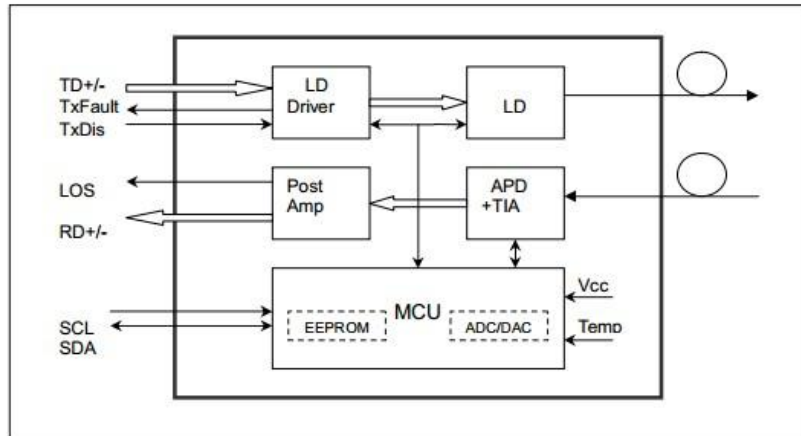 TD+/-
TxFault
TxDis
LD
Driver
LD
LOS
RD+/-
Post
Amp
APD
+TIA
SCL
SDA
MCU
EEPROM
ADC/DAC
Vcc
Temp